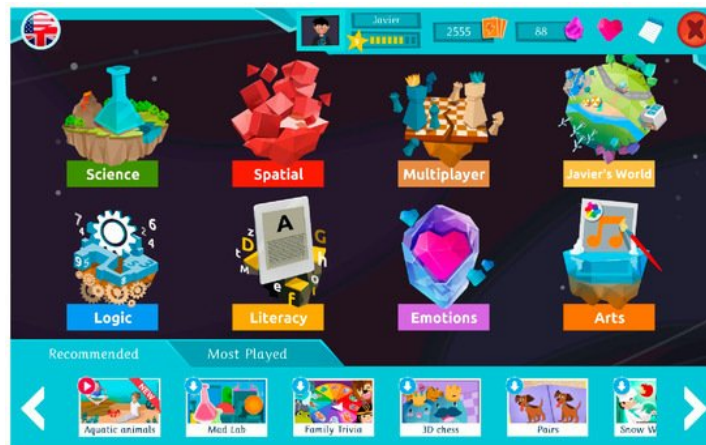 Javier
2555
88
Science
Spatial
Multiplayer
Javier's World
Logic
A
Literacy
Emotions
Arts
Recommended
Most Played
NEW
Aquatic animals
Mad Lab
Family Trivia
3D chess
Pairs
Snow W